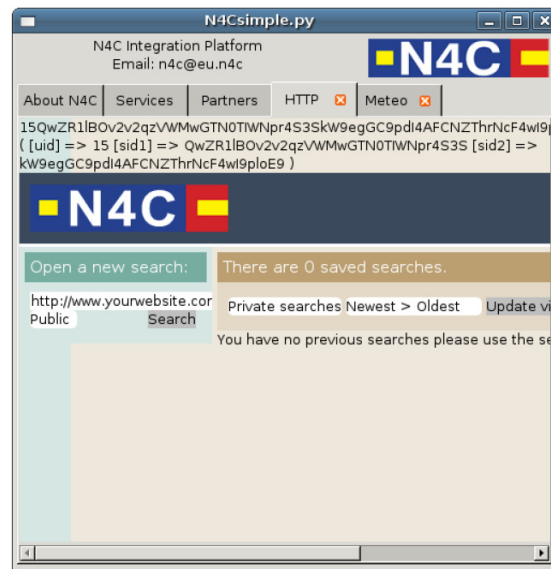 N4Csimple.py
N4C Integration Platform
Email: n4c@eu.n4c
N4C
About N4C Services Partners HTTP Meteo
15QwZR1lBOv2v2qzVWMwGTN0TIWNpr4S3SkW9egGC9pdI4AFCNZThrNcF4wI9p
( [uid] => 15 [sid1] => QwZR1lBOv2v2qzVWMwGTN0TIWNpr4S3S [sid2] =>
kW9egGC9pdI4AFCNZThrNcF4wI9ploE9 )
N4C
Open a new search: There are 0 saved searches.
http://www.yourwebsite.cor Private searches Newest > Oldest Update vi
Public Search
You have no previous searches please use the se